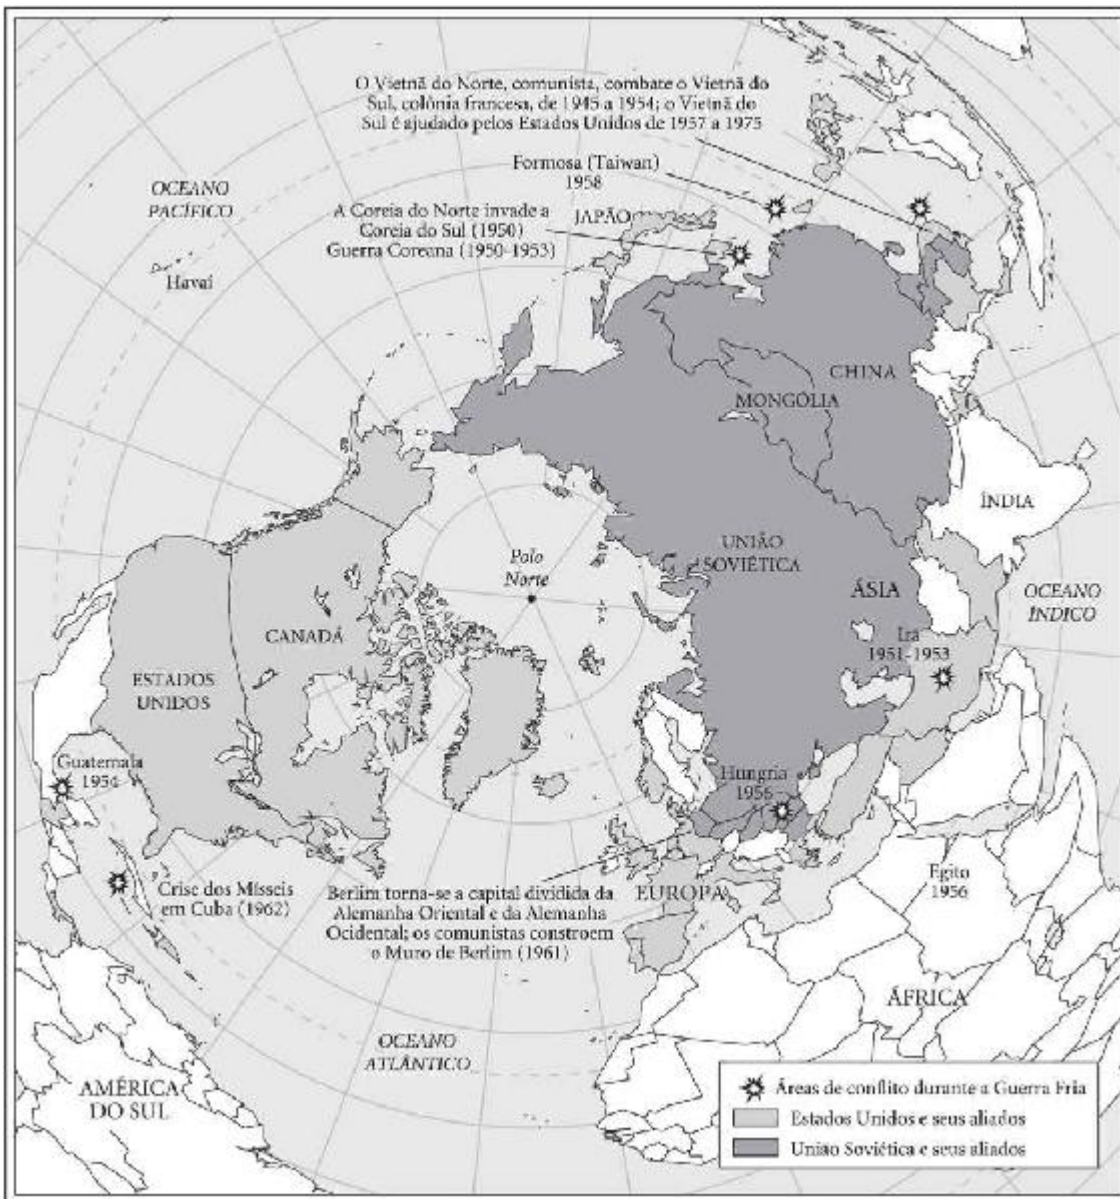 O Vietnã do Norte, comunista, combate o Vietnã do
Sul, colônia francesa, de 1945 a 1954; o Vietnã do
Sul é ajudado pelos Estados Unidos de 1957 a 1975
Formosa (Taiwan)
1958
OCEANO
PACÍFICO
A Coreia do Norte invade a
Coreia do Sul (1950)
Guerra Coreana (1950-1953)
JAPÃO
Havaí
CHINA
MONGÓLIA
ÍNDIA
Polo
Norte
UNIÃO
SOVIÉTICA
ÁSIA
OCEANO
ÍNDICO
CANADÁ
Irã
1951-1953
ESTADOS
UNIDOS
Guatemala
1954
Hungria
1956
Crise dos Mísseis
em Cuba (1962)
Berlim torna-se a capital dividida da
Alemanha Oriental e da Alemanha
Ocidental; os comunistas constroem
o Muro de Berlim (1961)
EUROPA
Egito
1956
ÁFRICA
OCEANO
ATLÂNTICO
AMÉRICA
DO SUL
Áreas de conflito durante a Guerra Fria
Estados Unidos e seus aliados
União Soviética e seus aliados